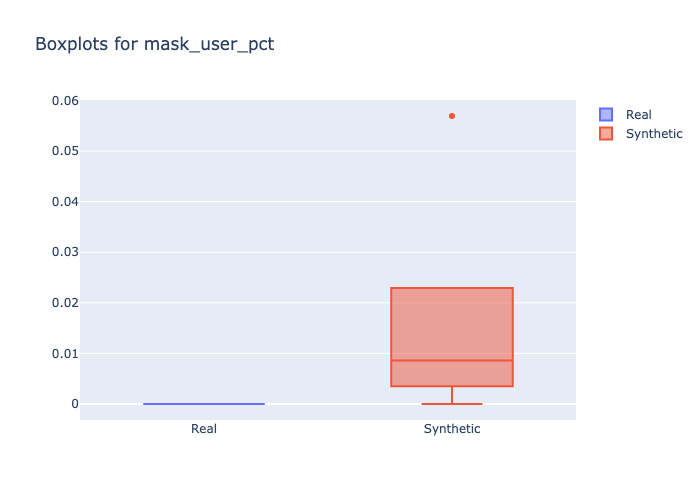 Boxplots for mask_user_pct
0.06
0.05
0.04
0.03
0.02
0.01
0
Real
Synthetic
Real
Synthetic